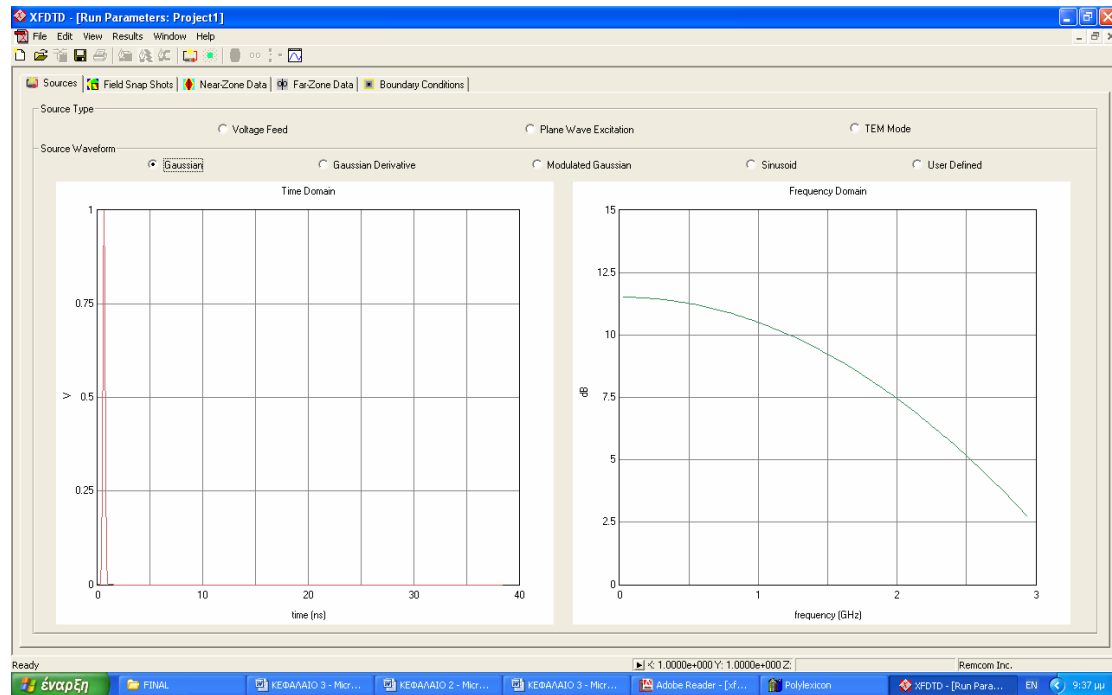 XFDTD - [Run Parameters: Project1]
File Edit View Results Window Help
Sources Field Snap Shots Near-Zone Data Far-Zone Data Boundary Conditions
Source Type
Voltage Feed Plane Wave Excitation TEM Mode
Source Waveform
Gaussian Gaussian Derivative Modulated Gaussian Sinusoid User Defined
Time Domain
1
0.75
0.5
0.25
0
V
0 10 20 30 40
time (ns)
Frequency Domain
15
12.5
10
7.5
5
2.5
0
dB
0 1 2 3
frequency (GHz)
Ready X: 1.0000e+000 Y: 1.0000e+000 Z: Remcom Inc.
έναρξη FINAL ΚΕΦΑΛΑΙΟ 3 - Micr... ΚΕΦΑΛΑΙΟ 2 - Micr... ΚΕΦΑΛΑΙΟ 3 - Micr... Adobe Reader - [xf... Polylexicon XFDTD - [Run Para... EN 9:37 μμ